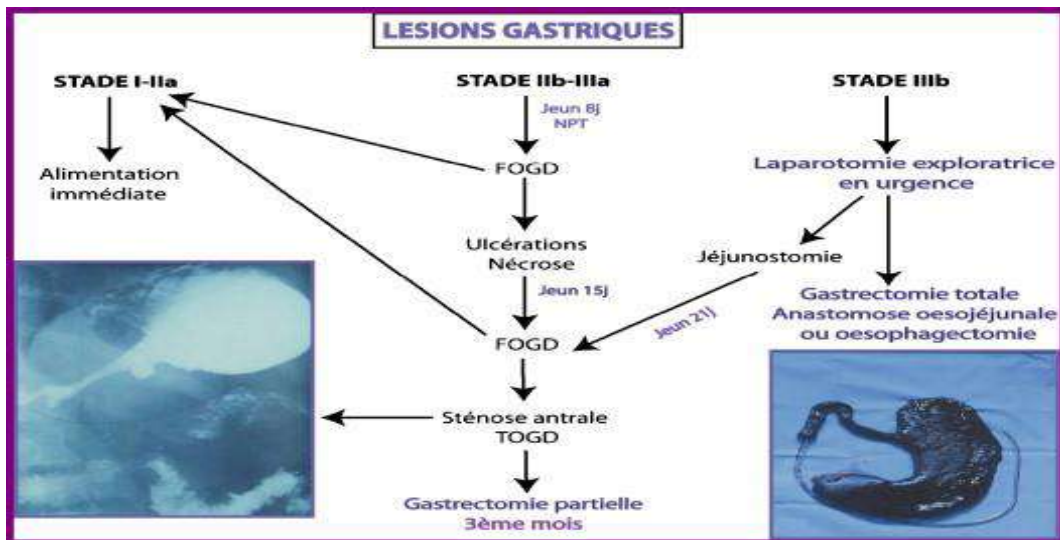 LESIONS GASTRIQUES
STADE I-IIa
Alimentation
immédiate
STADE IIb-IIIa
Jeun 8j
NPT
FOGD
Ulcérations
Nécrose
Jeun 15j
FOGD
Sténose antrale
TOGD
Gastrectomie partielle
3ème mois
STADE IIIb
Laparotomie exploratrice
en urgence
Jéjunostomie
Jeun 21j
Gastrectomie totale
Anastomose oesojéjunale
ou oesophagectomie